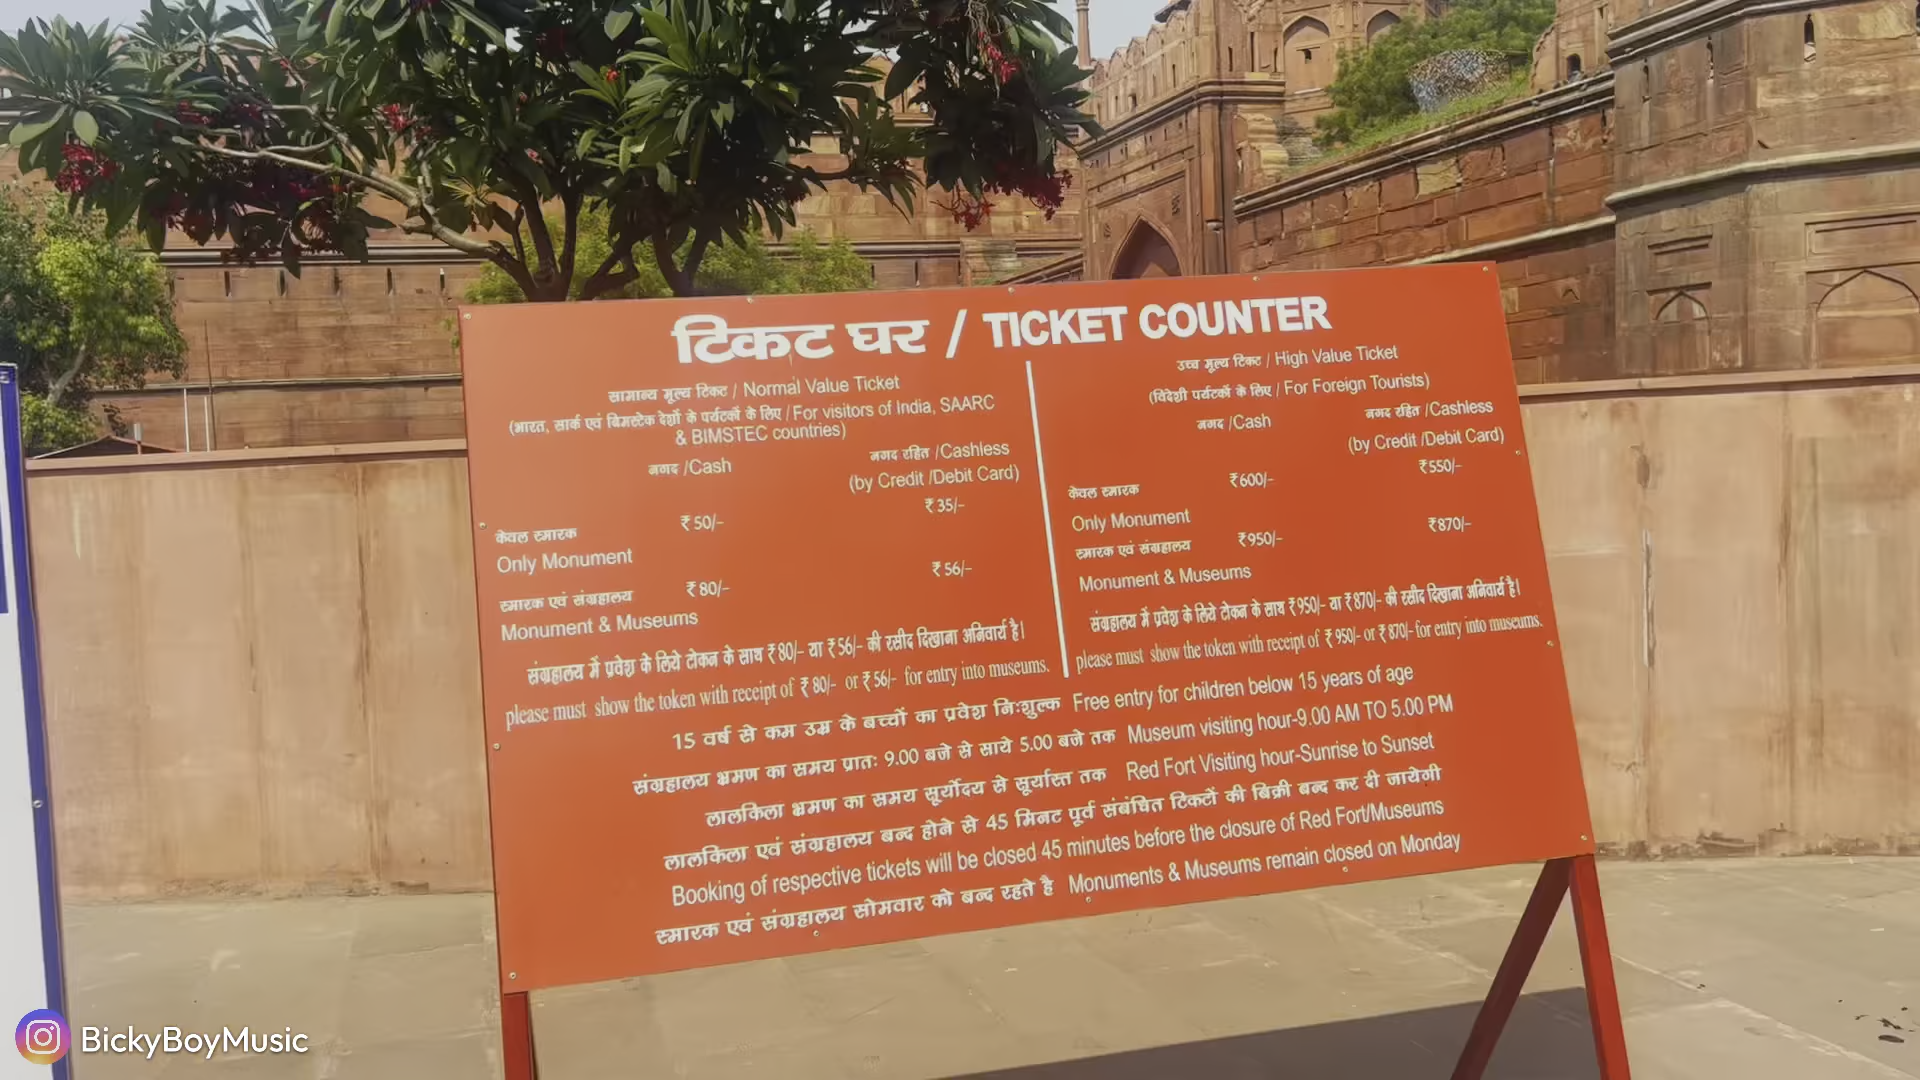 टिकट घर / TICKET COUNTER
सामान्य मूल्य टिकट / Normal Value Ticket
(भारत, सार्क एवं बिमस्टेक देशों के पर्यटकों के लिए / For visitors of India, SAARC
& BIMSTEC countries)
नगद /Cash
नगद रहित /Cashless
(by Credit /Debit Card)
केवल स्मारक ₹50/- ₹35/-
Only Monument
स्मारक एवं संग्रहालय ₹80/- ₹56/-
Monument & Museums
संग्रहालय में प्रवेश के लिये टोकन के साथ ₹80/- या ₹56/- की रसीद दिखाना अनिवार्य है।
please must show the token with receipt of ₹80/- or ₹56/- for entry into museums.
उच्च मूल्य टिकट / High Value Ticket
(विदेशी पर्यटकों के लिए / For Foreign Tourists)
नगद /Cash
नगद रहित /Cashless
(by Credit /Debit Card)
केवल स्मारक ₹600/- ₹550/-
Only Monument
स्मारक एवं संग्रहालय ₹950/- ₹870/-
Monument & Museums
संग्रहालय में प्रवेश के लिये टोकन के साथ ₹950/- या ₹870/- की रसीद दिखाना अनिवार्य है।
please must show the token with receipt of ₹950/- or ₹870/- for entry into museums.
15 वर्ष से कम उम्र के बच्चों का प्रवेश निःशुल्क Free entry for children below 15 years of age
संग्रहालय भ्रमण का समय प्रातः 9.00 बजे से साये 5.00 बजे तक Museum visiting hour-9.00 AM TO 5.00 PM
लालकिला भ्रमण का समय सूर्योदय से सूर्यास्त तक Red Fort Visiting hour-Sunrise to Sunset
लालकिला एवं संग्रहालय बन्द होने से 45 मिनट पूर्व संबंधित टिकटों की बिक्री बन्द कर दी जायेगी
Booking of respective tickets will be closed 45 minutes before the closure of Red Fort/Museums
स्मारक एवं संग्रहालय सोमवार को बन्द रहते है Monuments & Museums remain closed on Monday
BickyBoyMusic